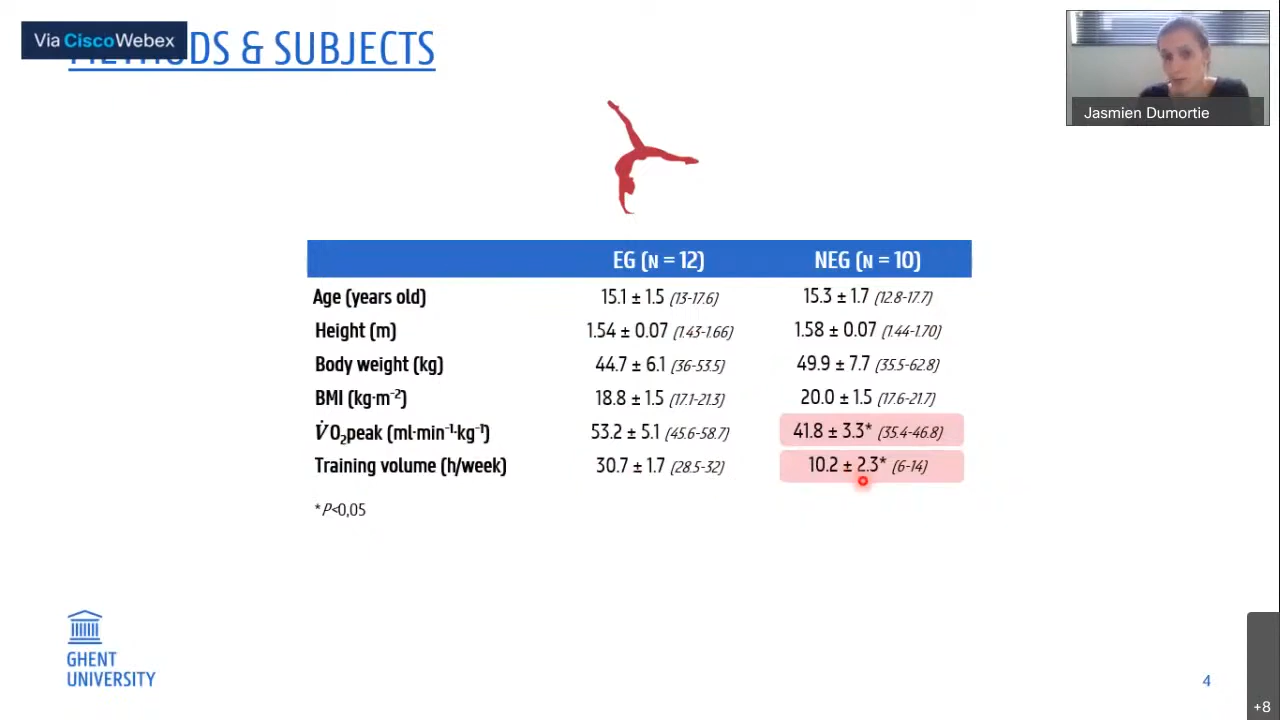 Via CiscoWebex
DS & SUBJECTS
Jasmien Dumortie
EG (N = 12) NEG (N = 10)
Age (years old) 15.1 ± 1.5 (13-17.6) 15.3 ± 1.7 (12.8-17.7)
Height (m) 1.54 ± 0.07 (1.43-1.66) 1.58 ± 0.07 (1.44-1.70)
Body weight (kg) 44.7 ± 6.1 (36-53.5) 49.9 ± 7.7 (35.5-62.8)
BMI (kg·m⁻²) 18.8 ± 1.5 (17.1-21.3) 20.0 ± 1.5 (17.6-21.7)
V̇O₂peak (ml·min⁻¹·kg⁻¹) 53.2 ± 5.1 (45.6-58.7) 41.8 ± 3.3* (35.4-46.8)
Training volume (h/week) 30.7 ± 1.7 (28.5-32) 10.2 ± 2.3* (6-14)
*P<0,05
GHENT
UNIVERSITY
4
+8